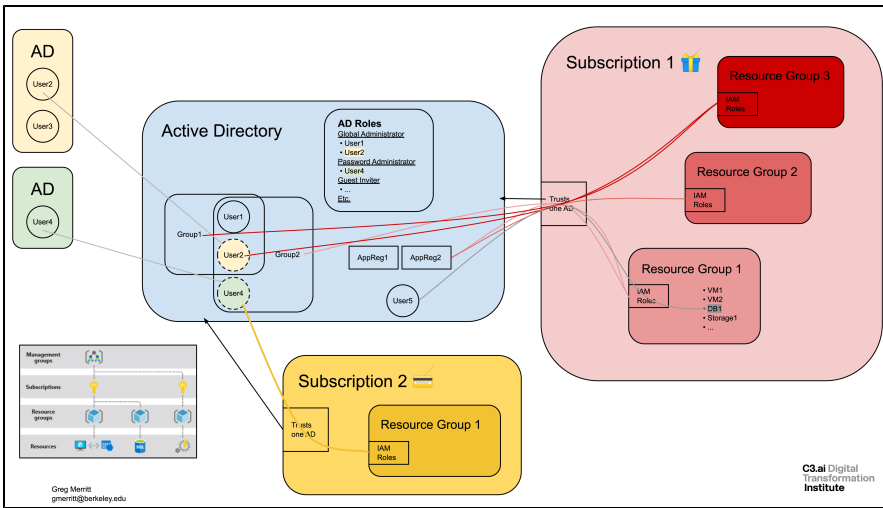 AD
User2
User3
AD
User4
Active Directory
AD Roles
Global Administrator
• User1
• User2
Password Administrator
• User4
Guest Inviter
• ...
Etc.
User1
Group1
User2
Group2
User4
AppReg1
AppReg2
User5
Subscription 1
Trusts
one AD
Resource Group 3
IAM
Roles
Resource Group 2
IAM
Roles
Resource Group 1
IAM
Roles
• VM1
• VM2
• DB1
• Storage1
• ...
Subscription 2
Trusts
one AD
Resource Group 1
IAM
Roles
Management
groups
Subscriptions
Resource
groups
Resources
Greg Merritt
gmerritt@berkeley.edu
C3.ai Digital
Transformation
Institute